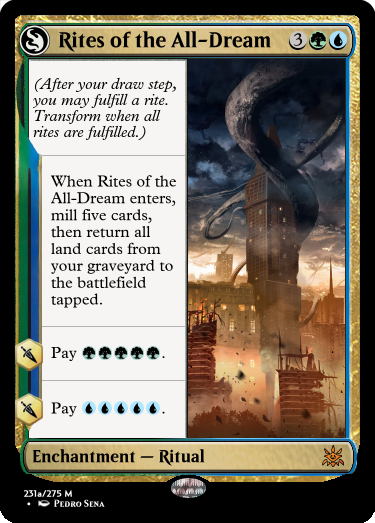 Rites of the All-Dream 3
(After your draw step,
you may fulfill a rite.
Transform when all
rites are fulfilled.)
When Rites of the
All-Dream enters,
mill five cards,
then return all
land cards from
your graveyard to
the battlefield
tapped.
Pay .
Pay .
Enchantment — Ritual
231a/275 M
• Pedro Sena